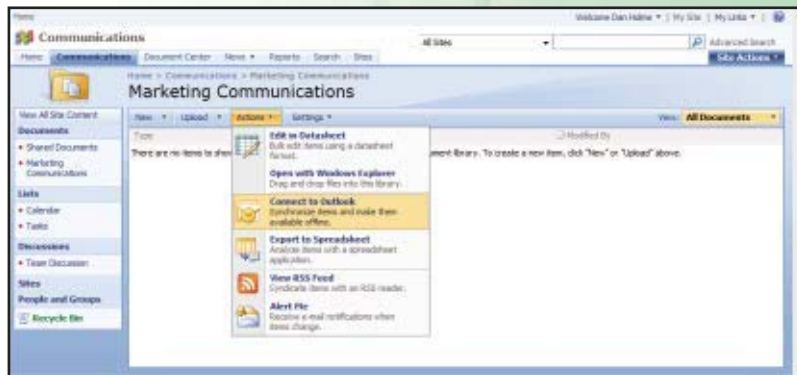 Home Welcome Dan Holme | My Site | My Links
Communications All Sites Advanced Search
Home Communications Document Center News Reports Search Sites Site Actions
Home > Communications > Marketing Communications
Marketing Communications
View All Site Content
New Upload Actions Settings View: All Documents
Documents
• Shared Documents
• Marketing
Communications
Lists
• Calendar
• Tasks
Discussions
• Team Discussion
Sites
People and Groups
Recycle Bin
Type Modified By
There are no items to show ument library. To create a new item, click "New" or "Upload" above.
Edit in Datasheet
Bulk edit items using a datasheet
format.
Open with Windows Explorer
Drag and drop files into this library.
Connect to Outlook
Synchronize items and make them
available offline.
Export to Spreadsheet
Analyze items with a spreadsheet
application.
View RSS Feed
Syndicate items with an RSS reader.
Alert Me
Receive e-mail notifications when
items change.